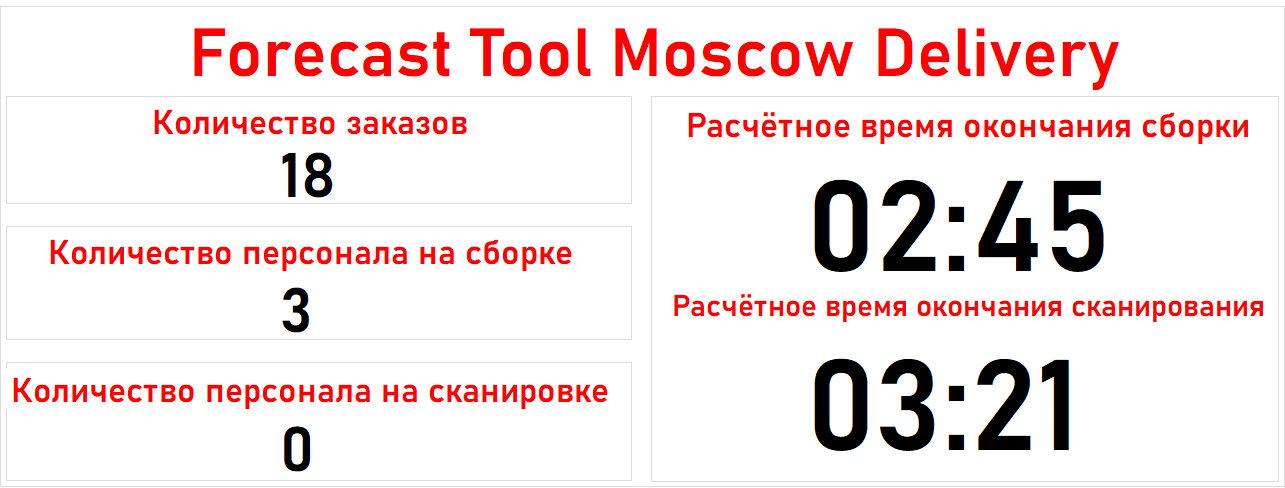 Forecast Tool Moscow Delivery
Количество заказов
18
Количество персонала на сборке
3
Количество персонала на сканировке
0
Расчётное время окончания сборки
02:45
Расчётное время окончания сканирования
03:21